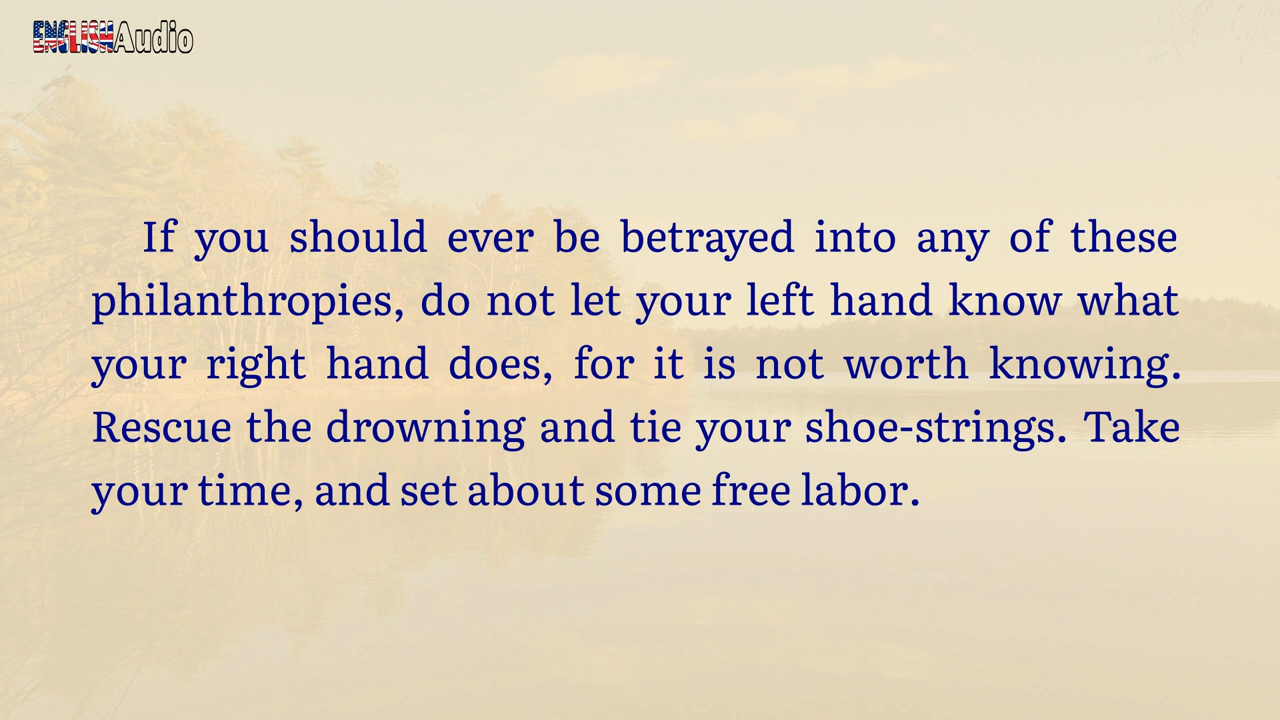 ENGLISHAudio
If you should ever be betrayed into any of these
philanthropies, do not let your left hand know what
your right hand does, for it is not worth knowing.
Rescue the drowning and tie your shoe-strings. Take
your time, and set about some free labor.